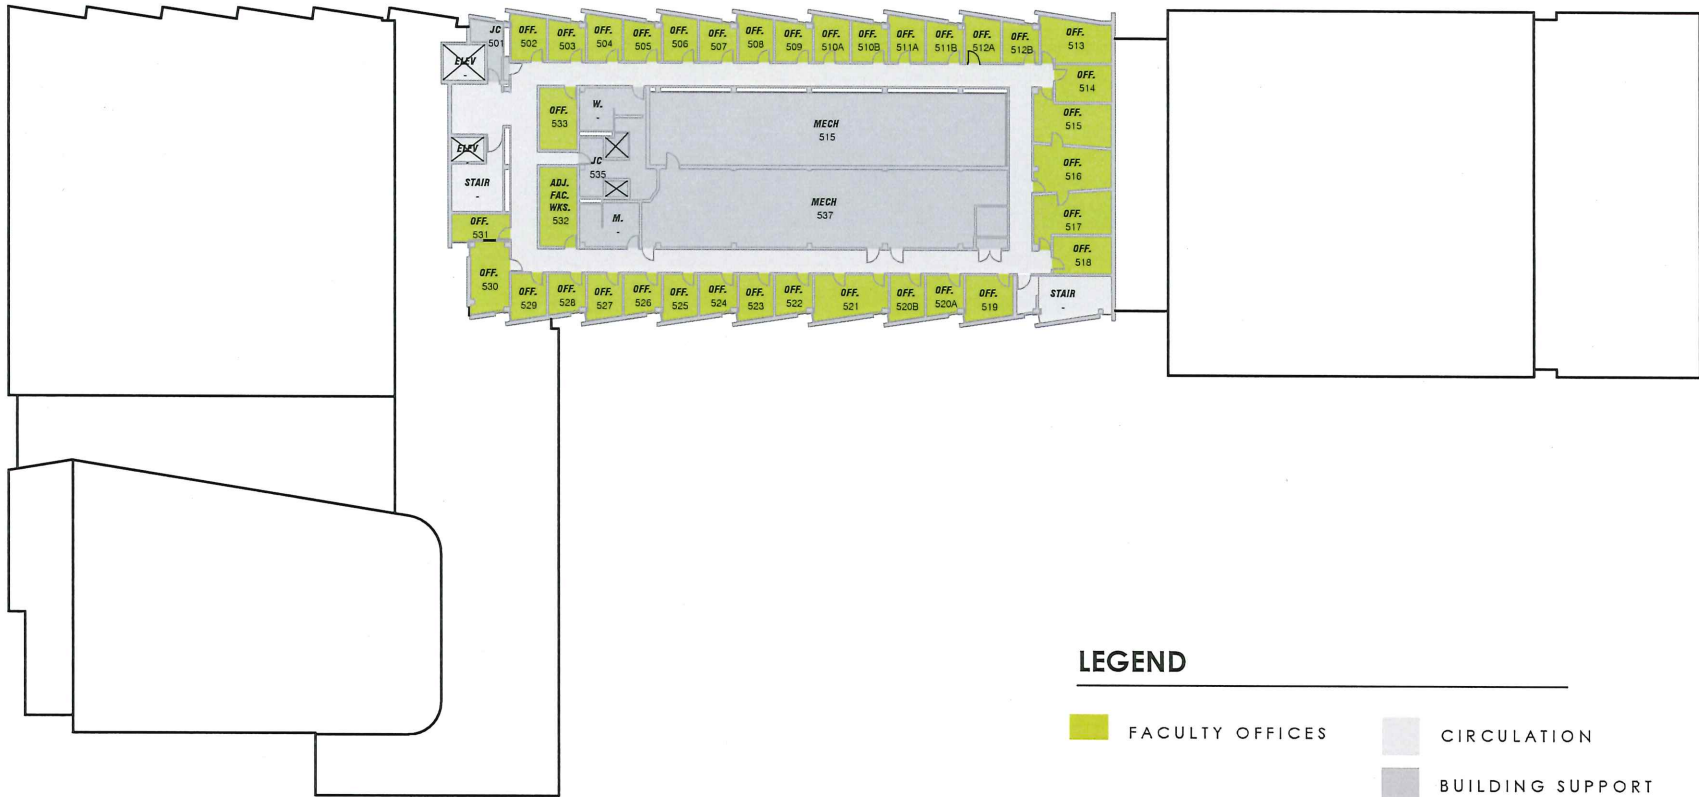 JC
501
OFF.
502
OFF.
503
OFF.
504
OFF.
505
OFF.
506
OFF.
507
OFF.
508
OFF.
509
OFF.
510A
OFF.
510B
OFF.
511A
OFF.
511B
OFF.
512A
OFF.
512B
OFF.
513
ELEV
-
OFF.
514
OFF.
533
W.
-
MECH
515
OFF.
515
ELEV
JC
535
OFF.
516
STAIR
-
ADJ.
FAC.
WKS.
532
M.
-
MECH
537
OFF.
517
OFF.
531
OFF.
518
OFF.
530
OFF.
529
OFF.
528
OFF.
527
OFF.
526
OFF.
525
OFF.
524
OFF.
523
OFF.
522
OFF.
521
OFF.
520B
OFF.
520A
OFF.
519
STAIR
-
LEGEND
FACULTY OFFICES
CIRCULATION
BUILDING SUPPORT